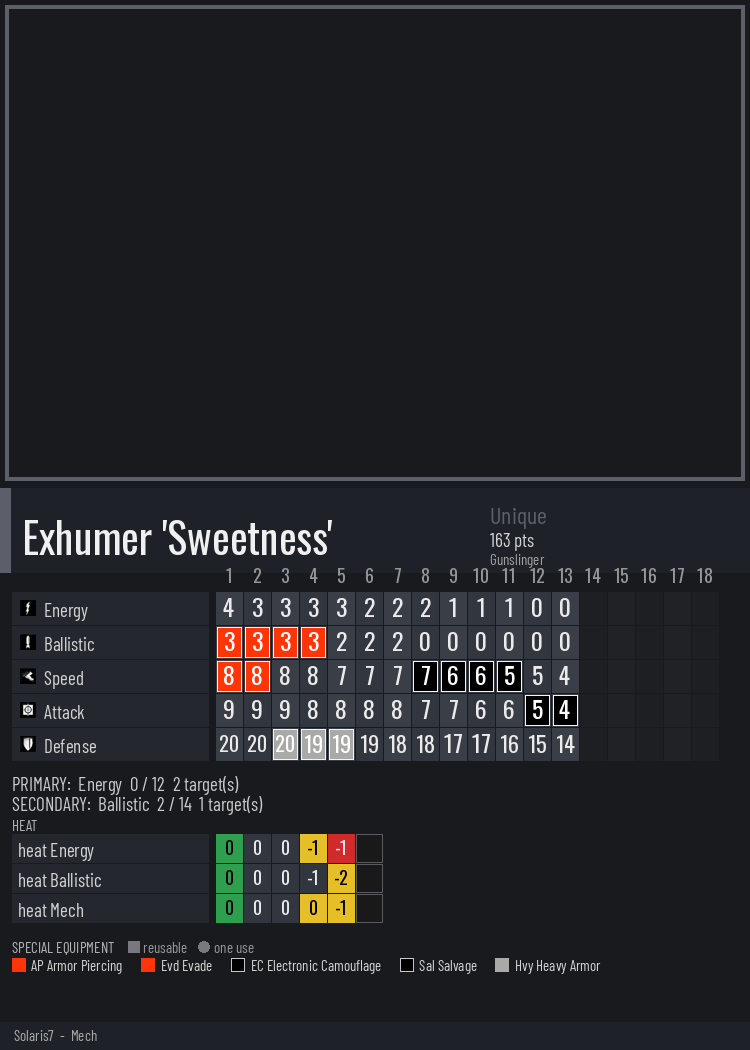 Exhumer 'Sweetness'
Unique
163 pts
Gunslinger
1 2 3 4 5 6 7 8 9 10 11 12 13 14 15 16 17 18
Energy 4 3 3 3 3 2 2 2 1 1 1 0 0
Ballistic 3 3 3 3 2 2 2 0 0 0 0 0 0
Speed 8 8 8 8 7 7 7 7 6 6 5 5 4
Attack 9 9 9 8 8 8 8 7 7 6 6 5 4
Defense 20 20 20 19 19 19 18 18 17 17 16 15 14
PRIMARY: Energy 0 / 12 2 target(s)
SECONDARY: Ballistic 2 / 14 1 target(s)
HEAT
heat Energy 0 0 0 -1 -1
heat Ballistic 0 0 0 -1 -2
heat Mech 0 0 0 0 -1
SPECIAL EQUIPMENT reusable one use
AP Armor Piercing Evd Evade EC Electronic Camouflage Sal Salvage Hvy Heavy Armor
Solaris7 - Mech